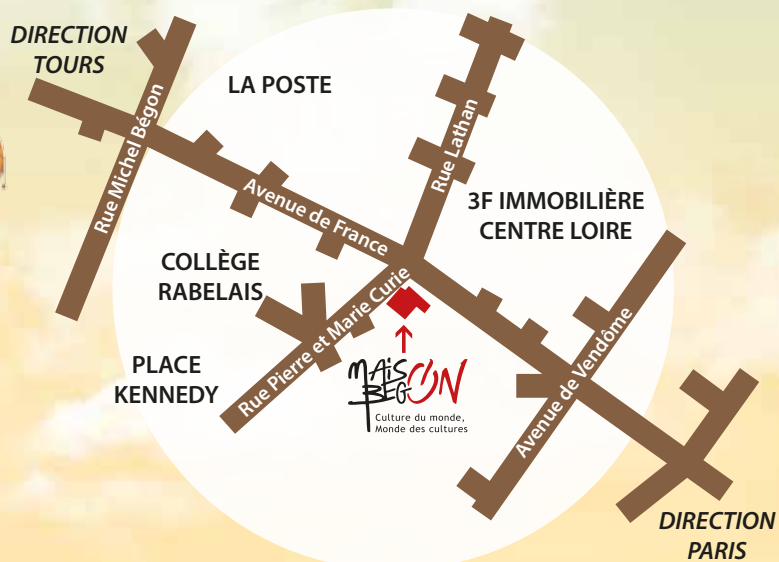 DIRECTION
TOURS
LA POSTE
Rue Michel Bégon
Rue Lathan
Avenue de France
3F IMMOBILIÈRE
CENTRE LOIRE
COLLÈGE
RABELAIS
Rue Pierre et Marie Curie
PLACE
KENNEDY
MAiS
BEGON
Culture du monde,
Monde des cultures
Avenue de Vendôme
DIRECTION
PARIS